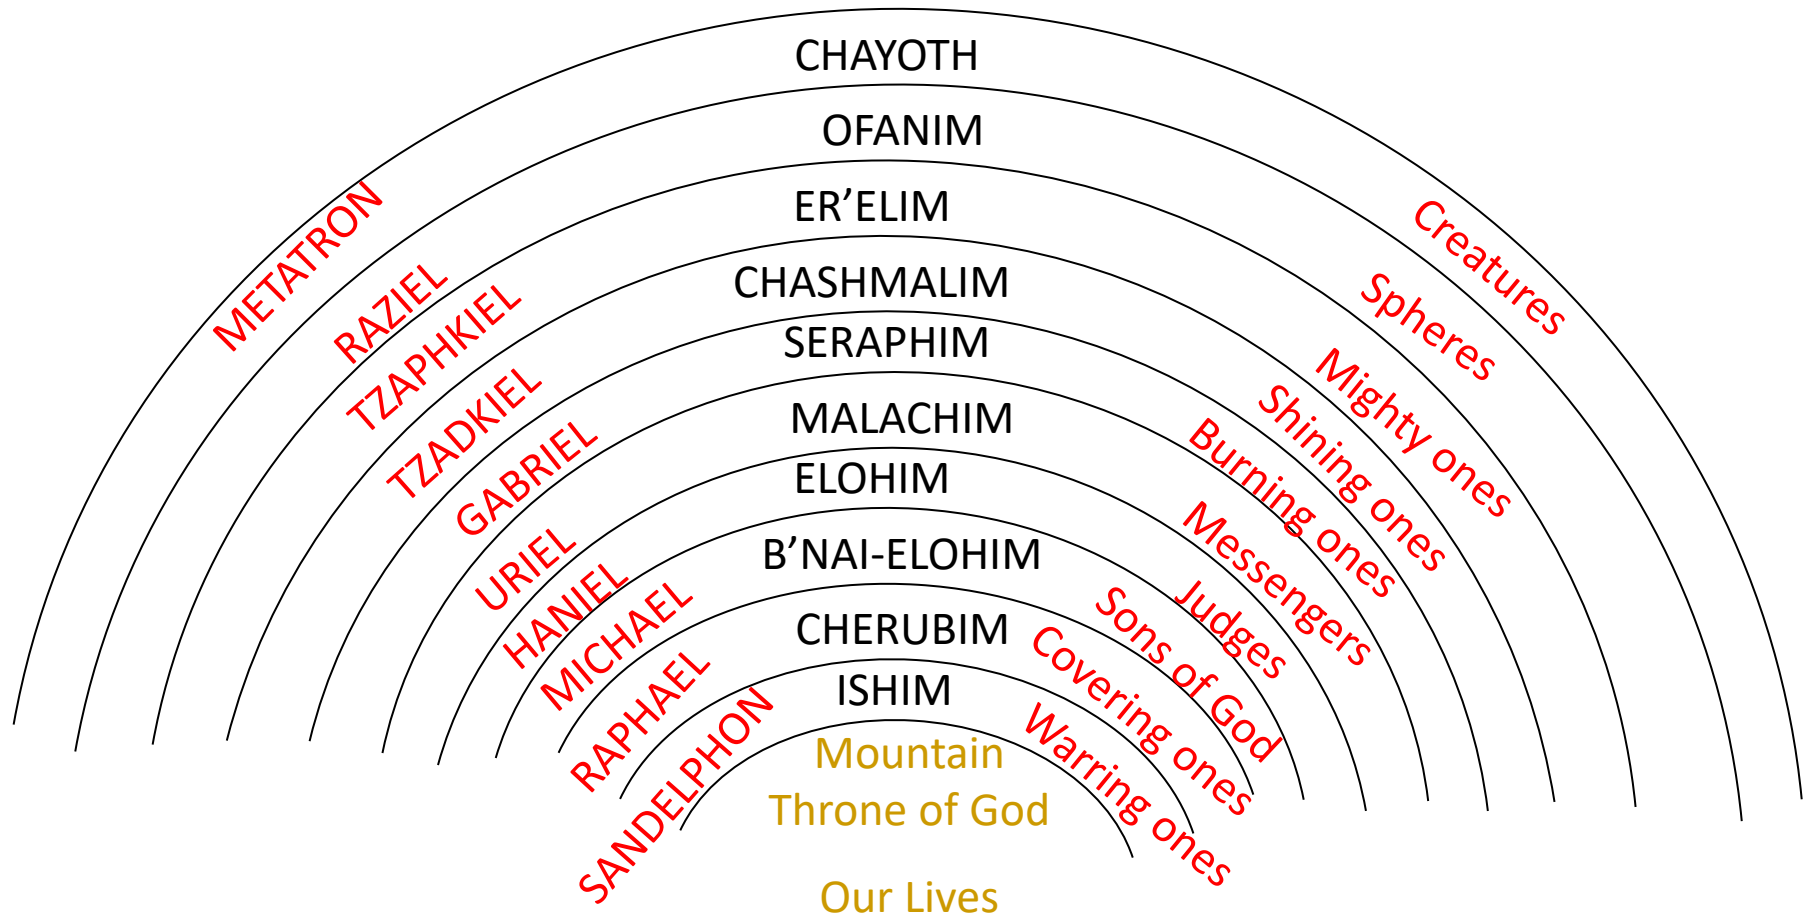 CHAYOTH
OFANIM
ER’ELIM
CHASHMALIM
SERAPHIM
MALACHIM
ELOHIM
B’NAI-ELOHIM
CHERUBIM
ISHIM
METATRON
RAZIEL
TZAPHKIEL
TZADKIEL
GABRIEL
URIEL
HANIEL
MICHAEL
RAPHAEL
SANDELPHON
Creatures
Spheres
Mighty ones
Shining ones
Burning ones
Messengers
Judges
Sons of God
Covering ones
Warring ones
Mountain
Throne of God
Our Lives